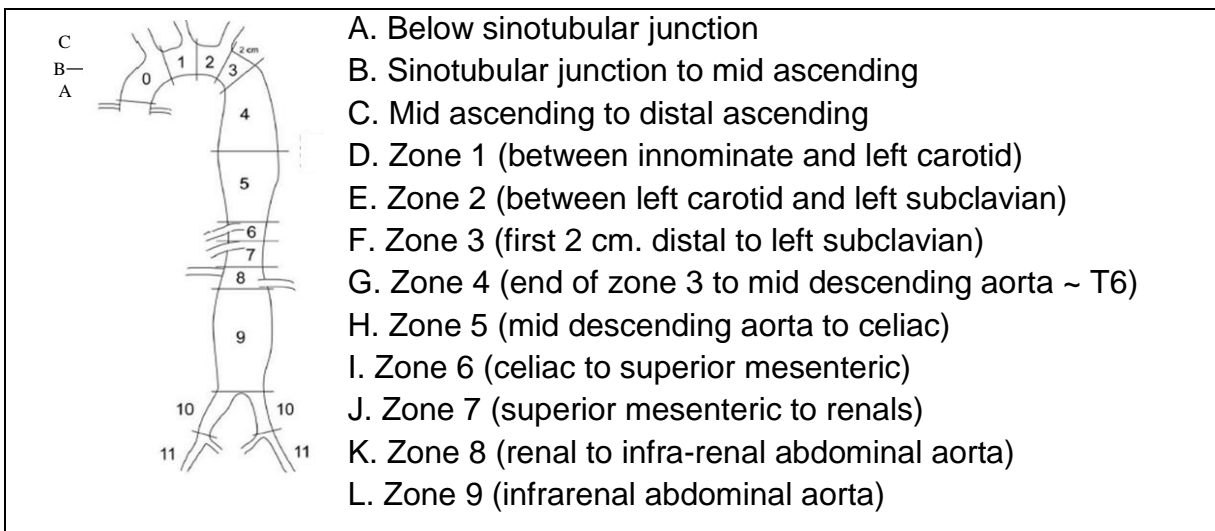 C
B—
A
0
1
2
2 cm
3
4
5
6
7
8
9
10
10
11
11
A. Below sinotubular junction
B. Sinotubular junction to mid ascending
C. Mid ascending to distal ascending
D. Zone 1 (between innominate and left carotid)
E. Zone 2 (between left carotid and left subclavian)
F. Zone 3 (first 2 cm. distal to left subclavian)
G. Zone 4 (end of zone 3 to mid descending aorta ~ T6)
H. Zone 5 (mid descending aorta to celiac)
I. Zone 6 (celiac to superior mesenteric)
J. Zone 7 (superior mesenteric to renals)
K. Zone 8 (renal to infra-renal abdominal aorta)
L. Zone 9 (infrarenal abdominal aorta)